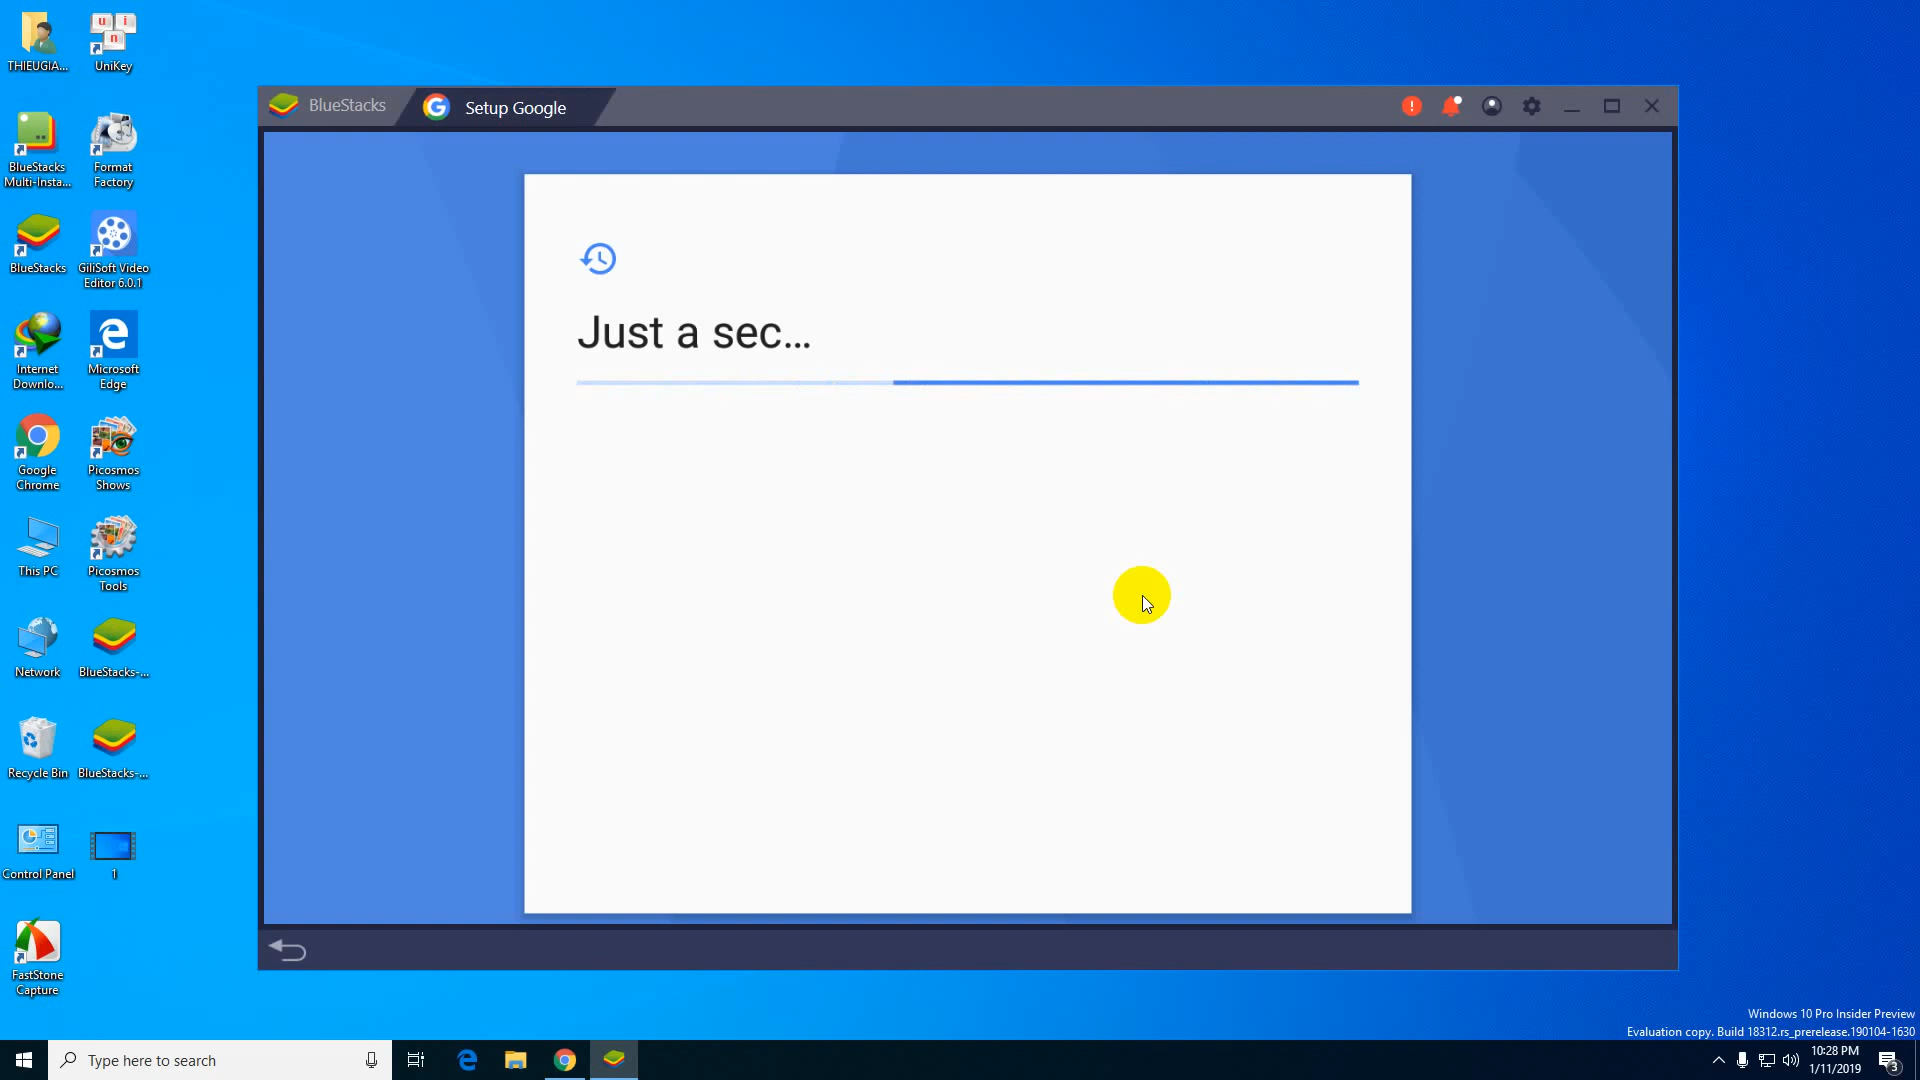 THIEUGIA...
UniKey
BlueStacks
Multi-Insta...
Format
Factory
BlueStacks
GiliSoft Video
Editor 6.0.1
Internet
Downlo...
Microsoft
Edge
Google
Chrome
Picosmos
Shows
This PC
Picosmos
Tools
Network
BlueStacks-...
Recycle Bin
BlueStacks-...
Control Panel
1
FastStone
Capture
BlueStacks
Setup Google
Just a sec...
Windows 10 Pro Insider Preview
Evaluation copy. Build 18312.rs_prerelease.190104-1630
Type here to search
10:28 PM
1/11/2019
3